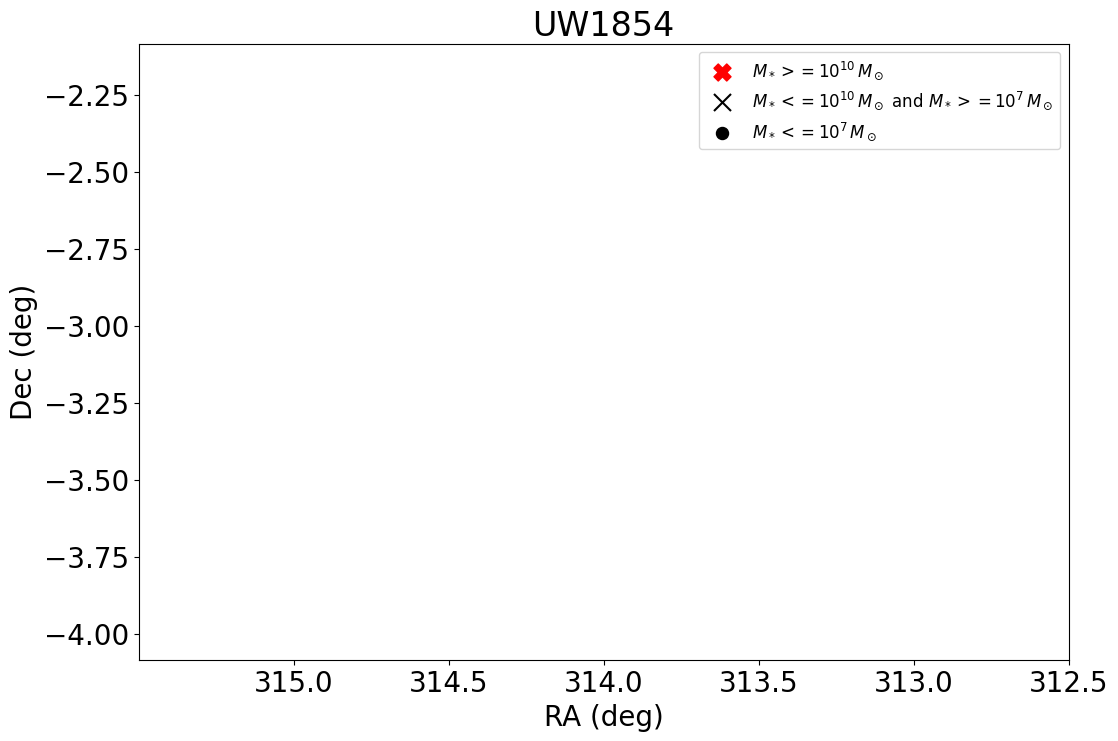 UW1854
M* >= 10^10 M⊙
M* <= 10^10 M⊙ and M* >= 10^7 M⊙
M* <= 10^7 M⊙
−2.25
−2.50
−2.75
−3.00
−3.25
−3.50
−3.75
−4.00
Dec (deg)
315.0 314.5 314.0 313.5 313.0 312.5
RA (deg)